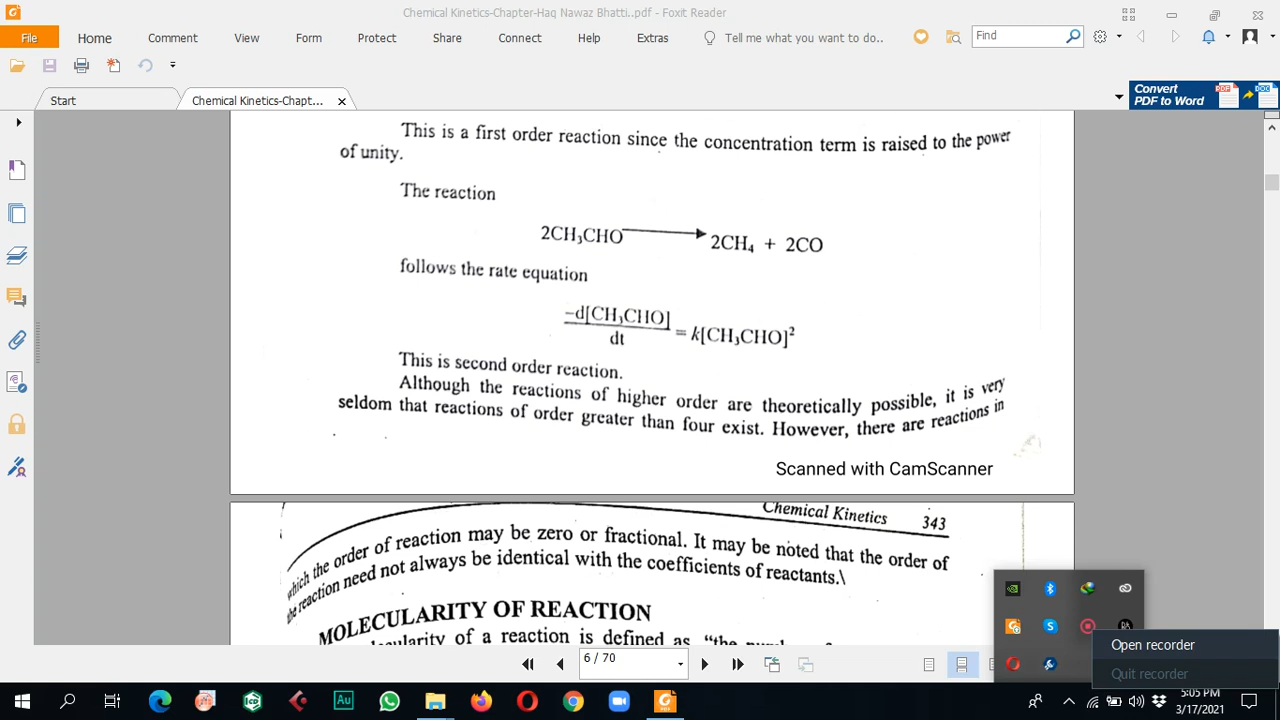 Chemical Kinetics-Chapter-Haq Nawaz Bhatti..pdf - Foxit Reader
File Home Comment View Form Protect Share Connect Help Extras Tell me what you want to do.. Find
Start Chemical Kinetics-Chapt... Convert
PDF to Word
This is a first order reaction since the concentration term is raised to the power
of unity.
The reaction
2CH₃CHO → 2CH₄ + 2CO
follows the rate equation
-d[CH₃CHO]
dt
= k[CH₃CHO]²
This is second order reaction.
Although the reactions of higher order are theoretically possible, it is very
seldom that reactions of order greater than four exist. However, there are reactions in
Scanned with CamScanner
Chemical Kinetics 343
which the order of reaction may be zero or fractional. It may be noted that the order of
the reaction need not always be identical with the coefficients of reactants.\
MOLECULARITY OF REACTION
of a reaction is defined as
6 / 70
Open recorder
Quit recorder
5:05 PM
3/17/2021